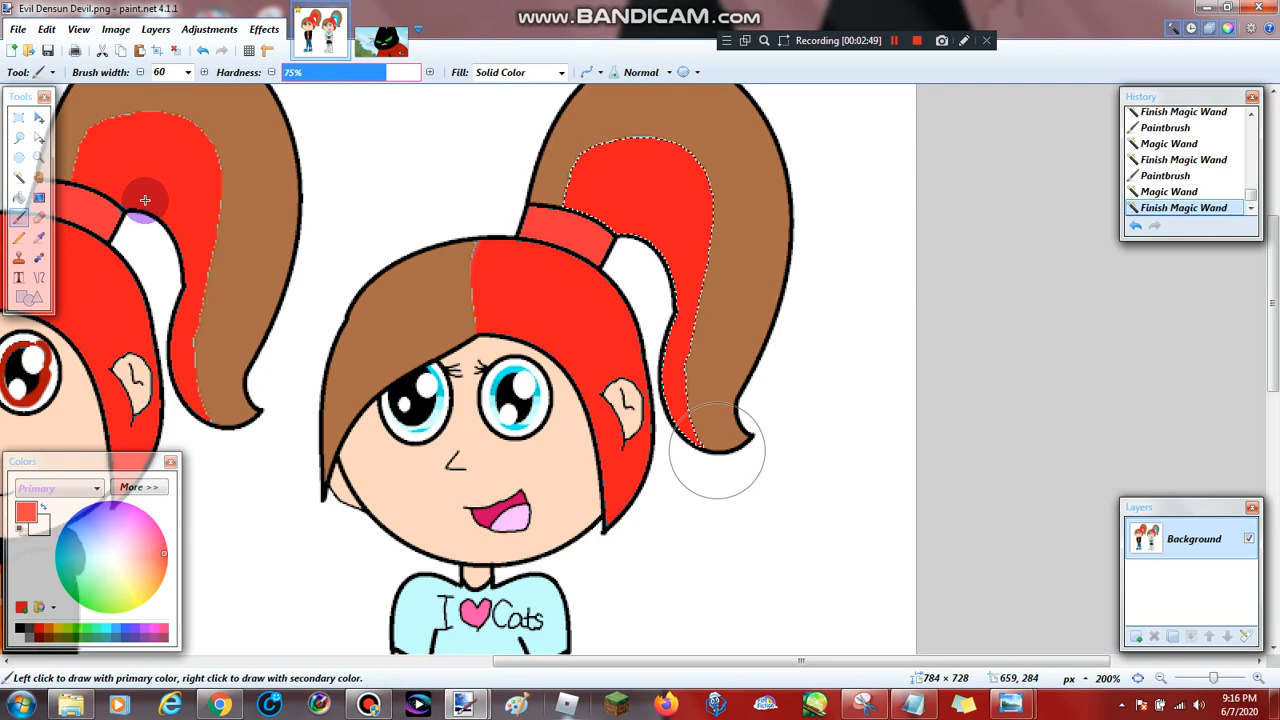 Evil Densun Devil.png - paint.net 4.1.1
www.BANDICAM.com
File Edit View Image Layers Adjustments Effects
Recording [00:02:49]
Tool: Brush width: 60 Hardness: 75% Fill: Solid Color Normal
Tools
History
Finish Magic Wand
Paintbrush
Magic Wand
Finish Magic Wand
Paintbrush
Magic Wand
Finish Magic Wand
Colors
Primary More >>
Layers
Background
I Cats
Left click to draw with primary color, right click to draw with secondary color.
784 × 728 659, 284 px 200%
9:16 PM
6/7/2020